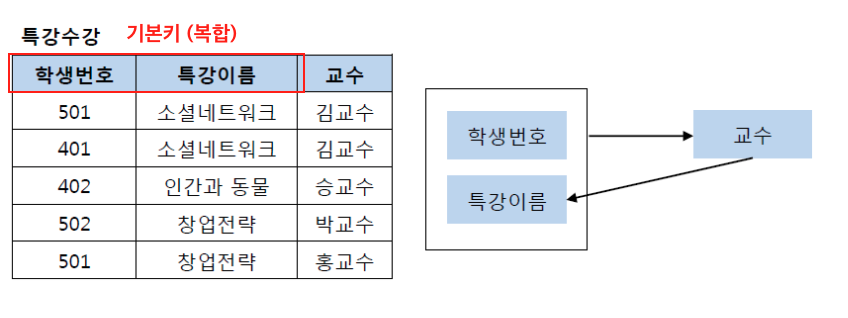 특강수강 기본키 (복합)
학생번호 특강이름 교수
501 소셜네트워크 김교수
401 소셜네트워크 김교수
402 인간과 동물 승교수
502 창업전략 박교수
501 창업전략 홍교수
학생번호 교수
특강이름